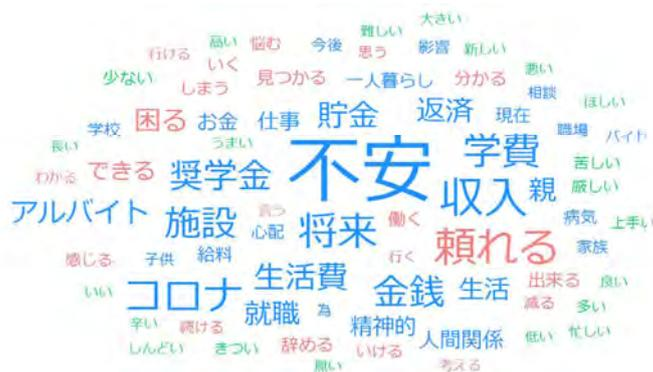 難しい 大きい
高い 悩む 今後 思う 影響 新しい
行ける いく 悪い
少ない しまう 見つかる 一人暮らし 分かる 相談
困る お金 仕事 貯金 返済 現在 ほしい
学校 うまい 職場 バイト
長い 不安 学費
わかる できる 奨学金 収入 親 苦しい
厳しい
アルバイト 施設 将来 働く 病気 上手い
心配 頼れる
感じる 子供 給料 行く 家族
生活費 出来る 良い
いい コロナ 金銭 生活 減る 多い
就職 為
辛い 続ける 精神的 人間関係 低い 忙しい
しんどい きつい 辞める いける
考える